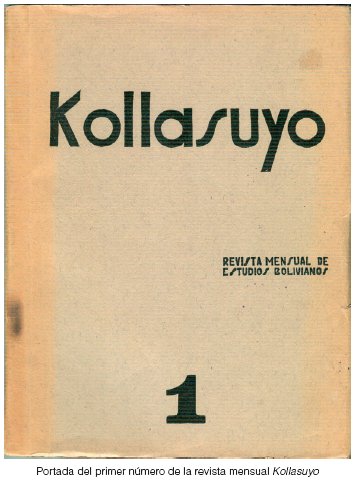 Kollasuyo
REVISTA MENSUAL DE
ESTUDIOS BOLIVIANOS
1
Portada del primer número de la revista mensual Kollasuyo